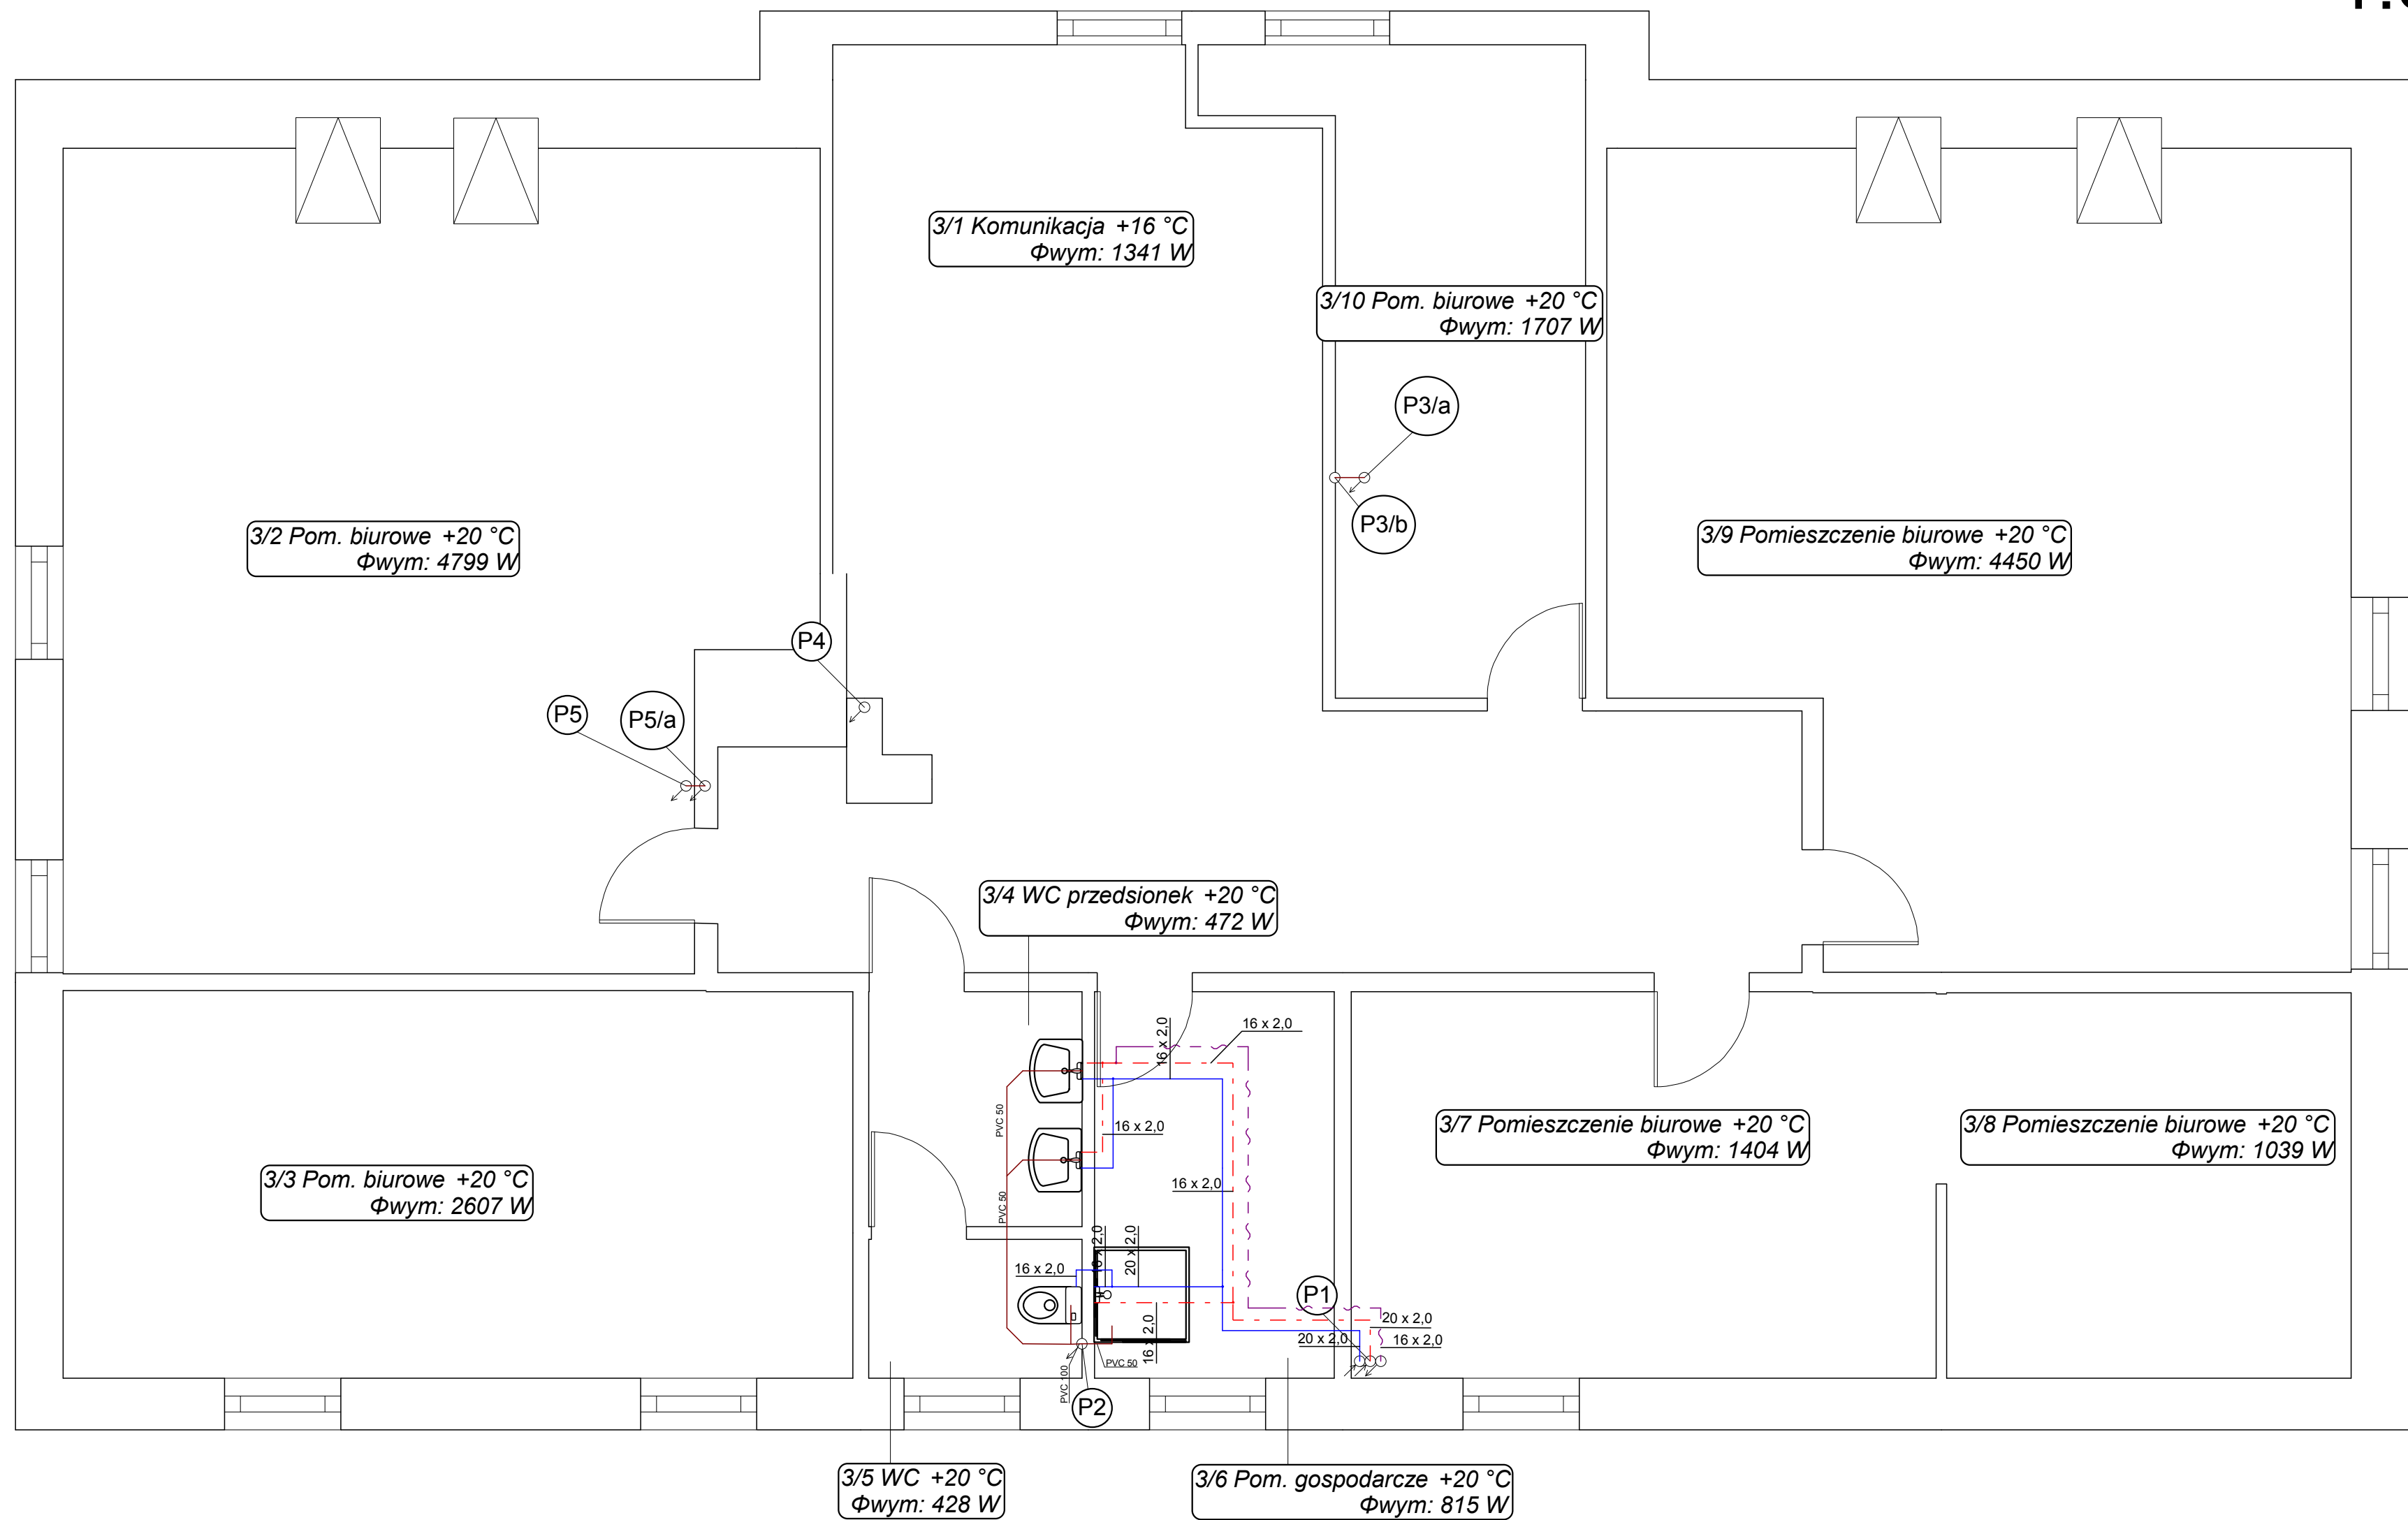 3/1 Komunikacja +16 °C
Φwym: 1341 W
3/10 Pom. biurowe +20 °C
Φwym: 1707 W
P3/a
P3/b
3/2 Pom. biurowe +20 °C
Φwym: 4799 W
3/9 Pomieszczenie biurowe +20 °C
Φwym: 4450 W
P4
P5
P5/a
3/4 WC przedsionek +20 °C
Φwym: 472 W
16 x 2,0
16 x 2,0
PVC 50
16 x 2,0
3/7 Pomieszczenie biurowe +20 °C
Φwym: 1404 W
3/8 Pomieszczenie biurowe +20 °C
Φwym: 1039 W
3/3 Pom. biurowe +20 °C
Φwym: 2607 W
PVC 50
16 x 2,0
16 x 2,0
20 x 2,0
16 x 2,0
P1
20 x 2,0
20 x 2,0
16 x 2,0
16 x 2,0
PVC 50
PVC 100
P2
3/5 WC +20 °C
Φwym: 428 W
3/6 Pom. gospodarcze +20 °C
Φwym: 815 W